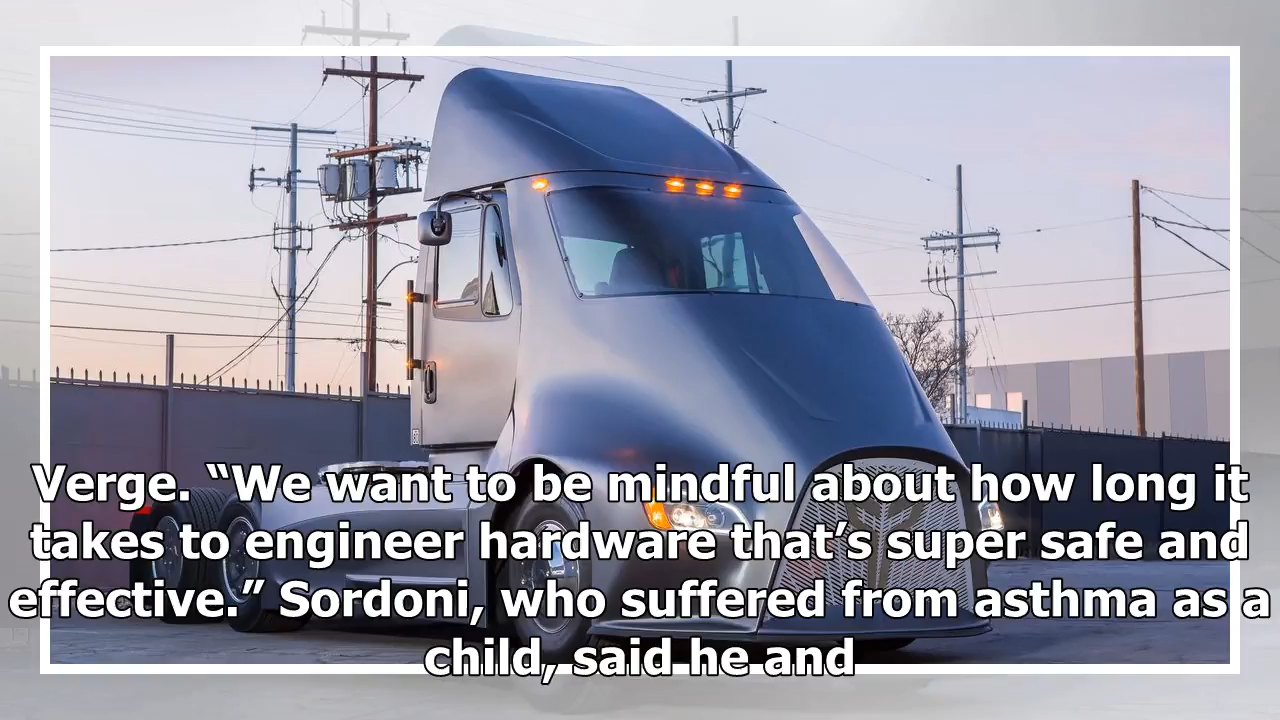 Verge. “We want to be mindful about how long it
takes to engineer hardware that’s super safe and
effective.” Sordoni, who suffered from asthma as a
child, said he and